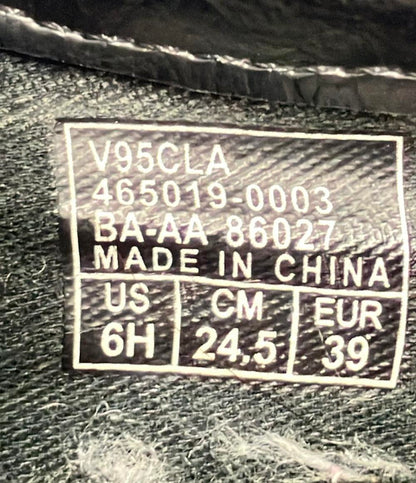 V95CLA
465019-0003
BA-AA 86027
MADE IN CHINA
US CM EUR
6H 24.5 39